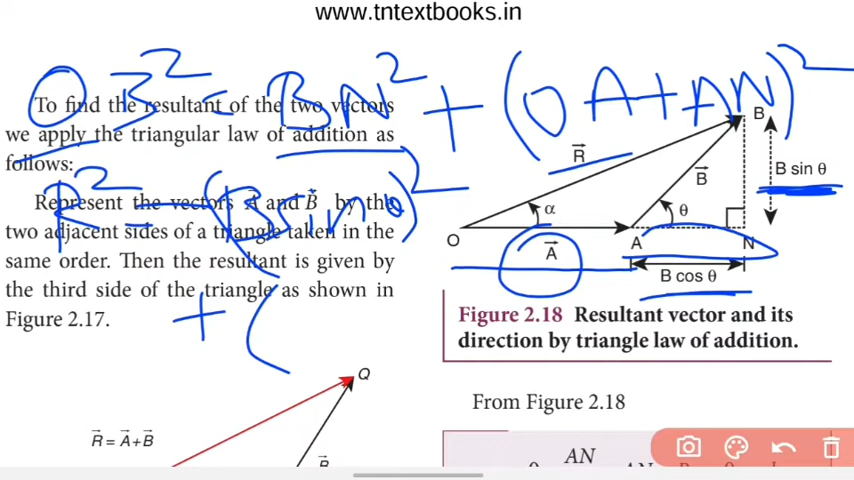 www.tntextbooks.in
OB² = BN² + (OA+AN)²
To find the resultant of the two vectors
we apply the triangular law of addition as
follows:
R² = (B sin θ)²
+ (
Represent the vectors A⃗ and B⃗ by the
two adjacent sides of a triangle taken in the
same order. Then the resultant is given by
the third side of the triangle as shown in
Figure 2.17.
Q
R⃗ = A⃗ + B⃗
B
R⃗
B⃗
B sin θ
α
θ
O
A⃗
A
N
B cos θ
Figure 2.18 Resultant vector and its
direction by triangle law of addition.
From Figure 2.18
AN